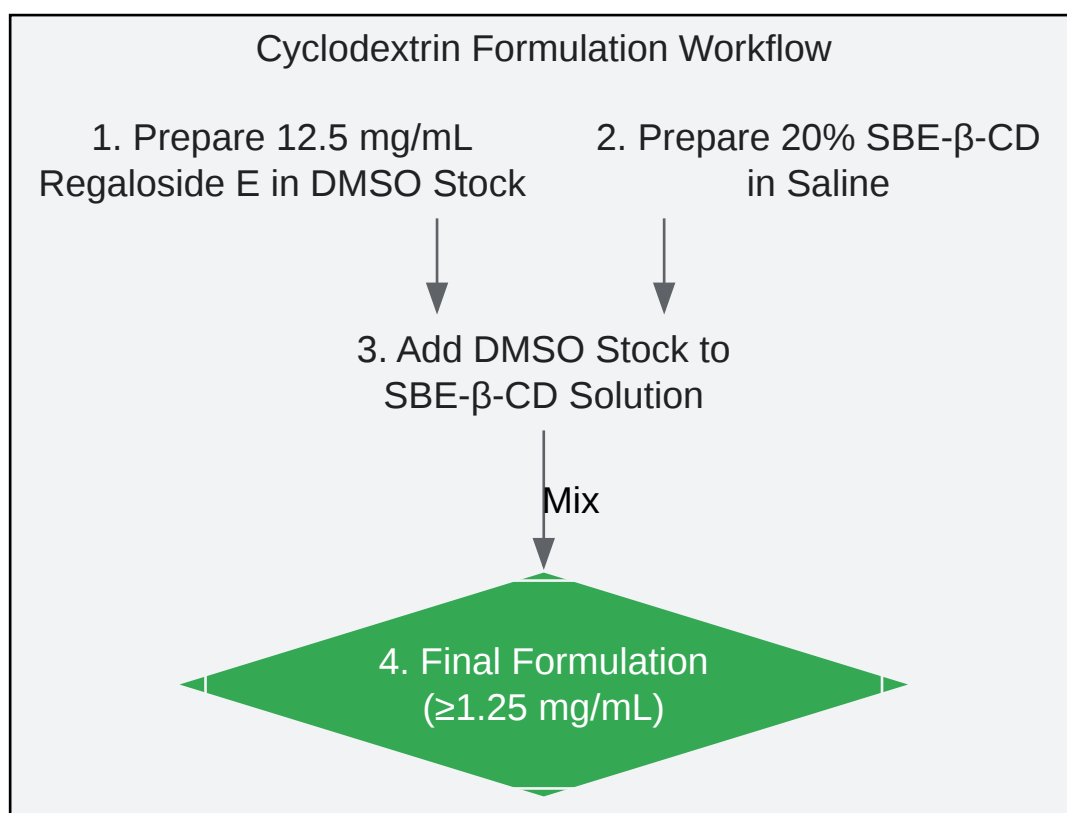 Cyclodextrin Formulation Workflow
1. Prepare 12.5 mg/mL
Regaloside E in DMSO Stock
2. Prepare 20% SBE-β-CD
in Saline
3. Add DMSO Stock to
SBE-β-CD Solution
Mix
4. Final Formulation
(≥1.25 mg/mL)